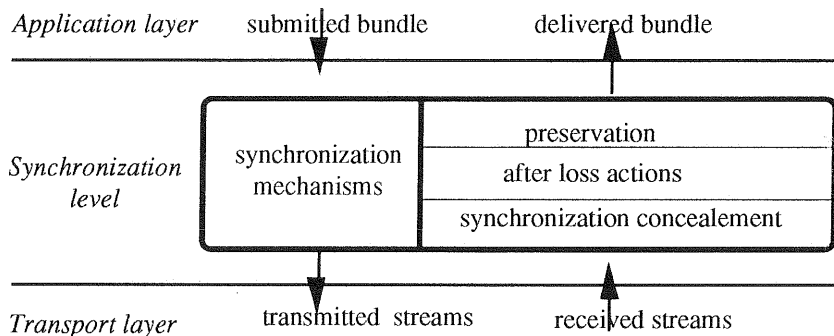 Application layer submitted bundle delivered bundle
preservation
synchronization
mechanisms
Synchronization
level
after loss actions
synchronization concealement
Transport layer transmitted streams received streams